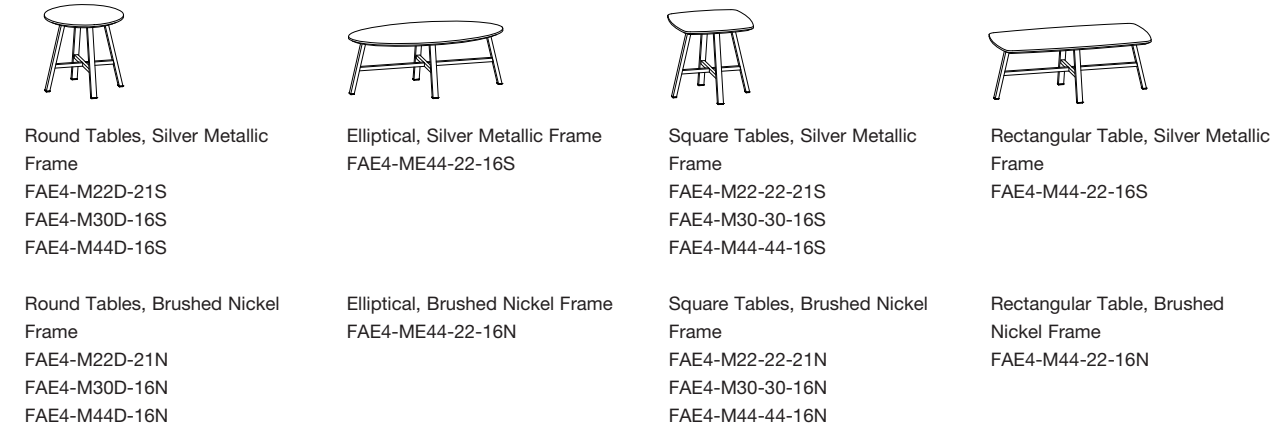 Round Tables, Silver Metallic
Frame
FAE4-M22D-21S
FAE4-M30D-16S
FAE4-M44D-16S
Elliptical, Silver Metallic Frame
FAE4-ME44-22-16S
Square Tables, Silver Metallic
Frame
FAE4-M22-22-21S
FAE4-M30-30-16S
FAE4-M44-44-16S
Rectangular Table, Silver Metallic
Frame
FAE4-M44-22-16S
Round Tables, Brushed Nickel
Frame
FAE4-M22D-21N
FAE4-M30D-16N
FAE4-M44D-16N
Elliptical, Brushed Nickel Frame
FAE4-ME44-22-16N
Square Tables, Brushed Nickel
Frame
FAE4-M22-22-21N
FAE4-M30-30-16N
FAE4-M44-44-16N
Rectangular Table, Brushed
Nickel Frame
FAE4-M44-22-16N